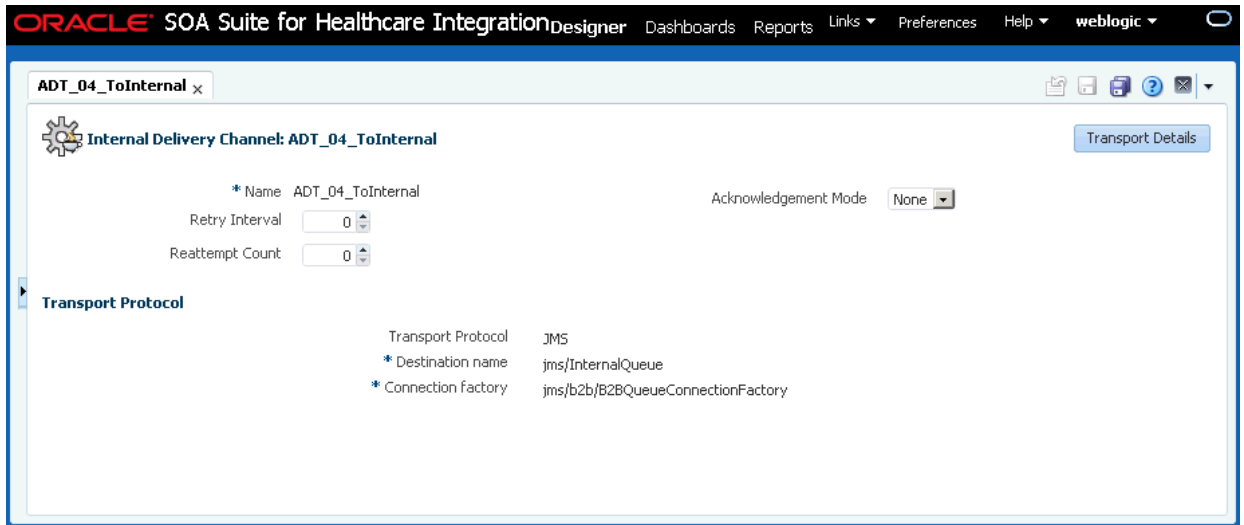 ORACLE SOA Suite for Healthcare Integration Designer Dashboards Reports Links Preferences Help weblogic
ADT_04_ToInternal x
Internal Delivery Channel: ADT_04_ToInternal
Transport Details
* Name ADT_04_ToInternal
Acknowledgement Mode None
Retry Interval 0
Reattempt Count 0
Transport Protocol
Transport Protocol JMS
* Destination name jms/InternalQueue
* Connection factory jms/b2b/B2BQueueConnectionFactory